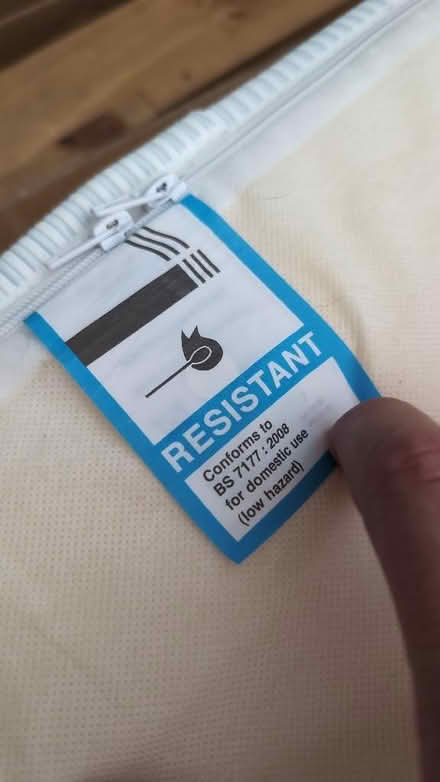 RESISTANT
Conforms to
BS 7177 : 2008
for domestic use
(low hazard)